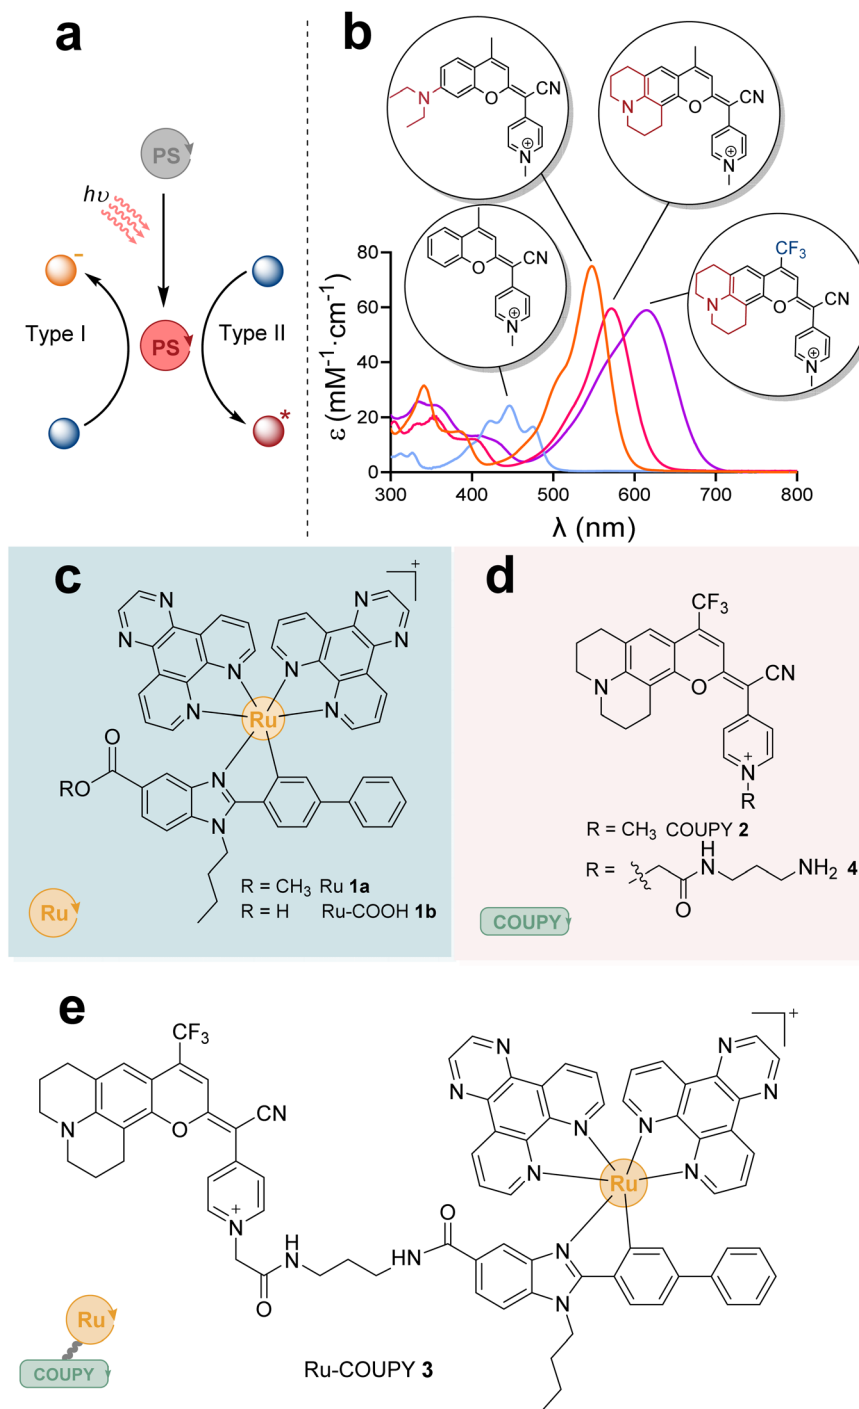 a
PS
hυ
-
Type I
PS
Type II
*
b
N
O
CN
N
+
N
O
CN
N
+
O
CN
N
+
CF3
N
O
CN
N
+
ε (mM-1·cm-1)
80
60
40
20
0
300
400
500
600
700
800
λ (nm)
c
+
N
N
N
N
N
N
N
N
Ru
O
RO
N
N
R = CH3 Ru 1a
R = H Ru-COOH 1b
Ru
d
CF3
N
O
CN
N
+
R
R = CH3 COUPY 2
R =
O
H
N
NH2 4
COUPY
e
CF3
N
O
CN
+
N
O
H
N
H
N
O
+
N
N
N
N
N
N
N
N
Ru
N
N
Ru
COUPY
Ru-COUPY 3